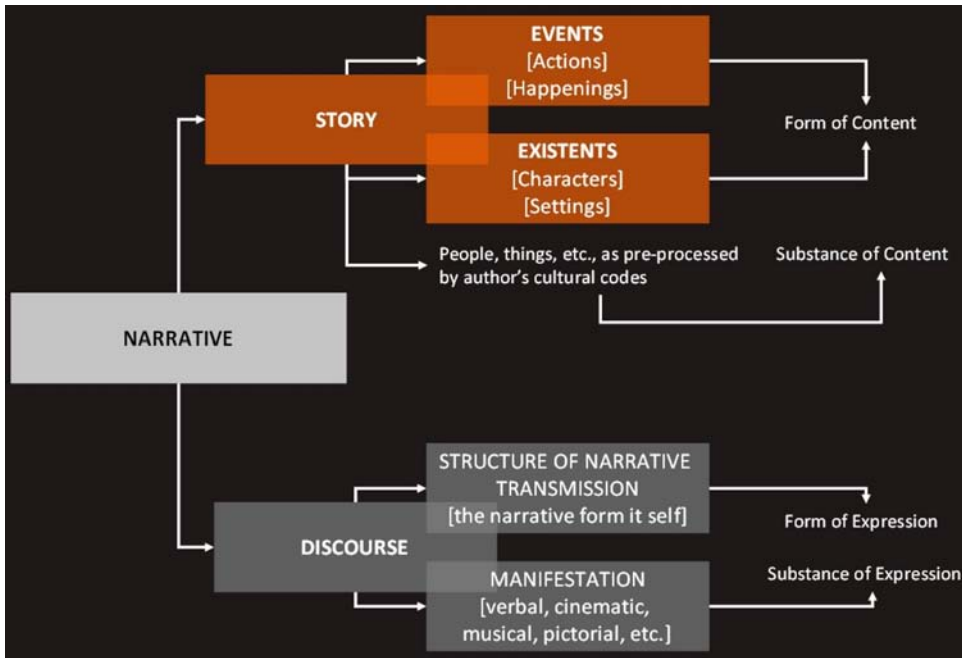 EVENTS
[Actions]
[Happenings]
STORY
Form of Content
EXISTENTS
[Characters]
[Settings]
People, things, etc., as pre-processed
by author's cultural codes
Substance of Content
NARRATIVE
STRUCTURE OF NARRATIVE
TRANSMISSION
[the narrative form it self]
Form of Expression
DISCOURSE
MANIFESTATION
[verbal, cinematic,
musical, pictorial, etc.]
Substance of Expression